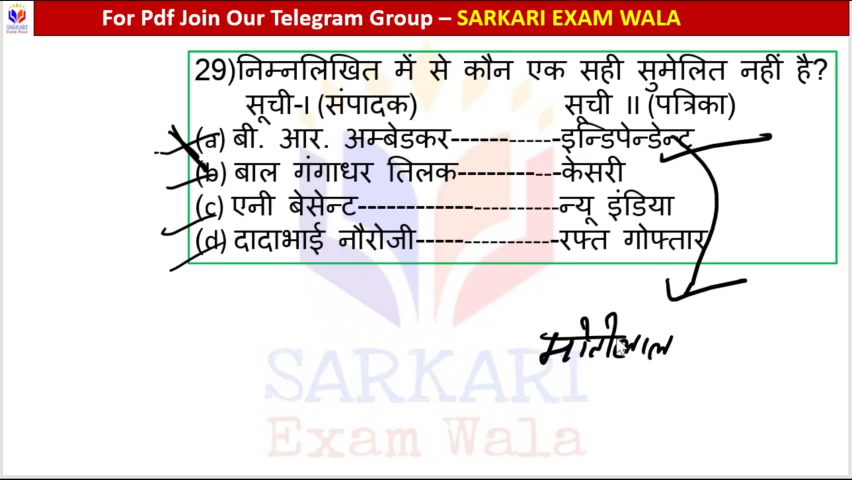 For Pdf Join Our Telegram Group – SARKARI EXAM WALA
29)निम्नलिखित में से कौन एक सही सुमेलित नहीं है?
सूची-I (संपादक) सूची II (पत्रिका)
(a) बी. आर. अम्बेडकर-------------इन्डिपेन्डेन्ट
(b) बाल गंगाधर तिलक------------केसरी
(c) एनी बेसेन्ट-----------------------न्यू इंडिया
(d) दादाभाई नौरोजी-----------------रफ्त गोफ्तार
मोतीलाल
SARKARI
Exam Wala